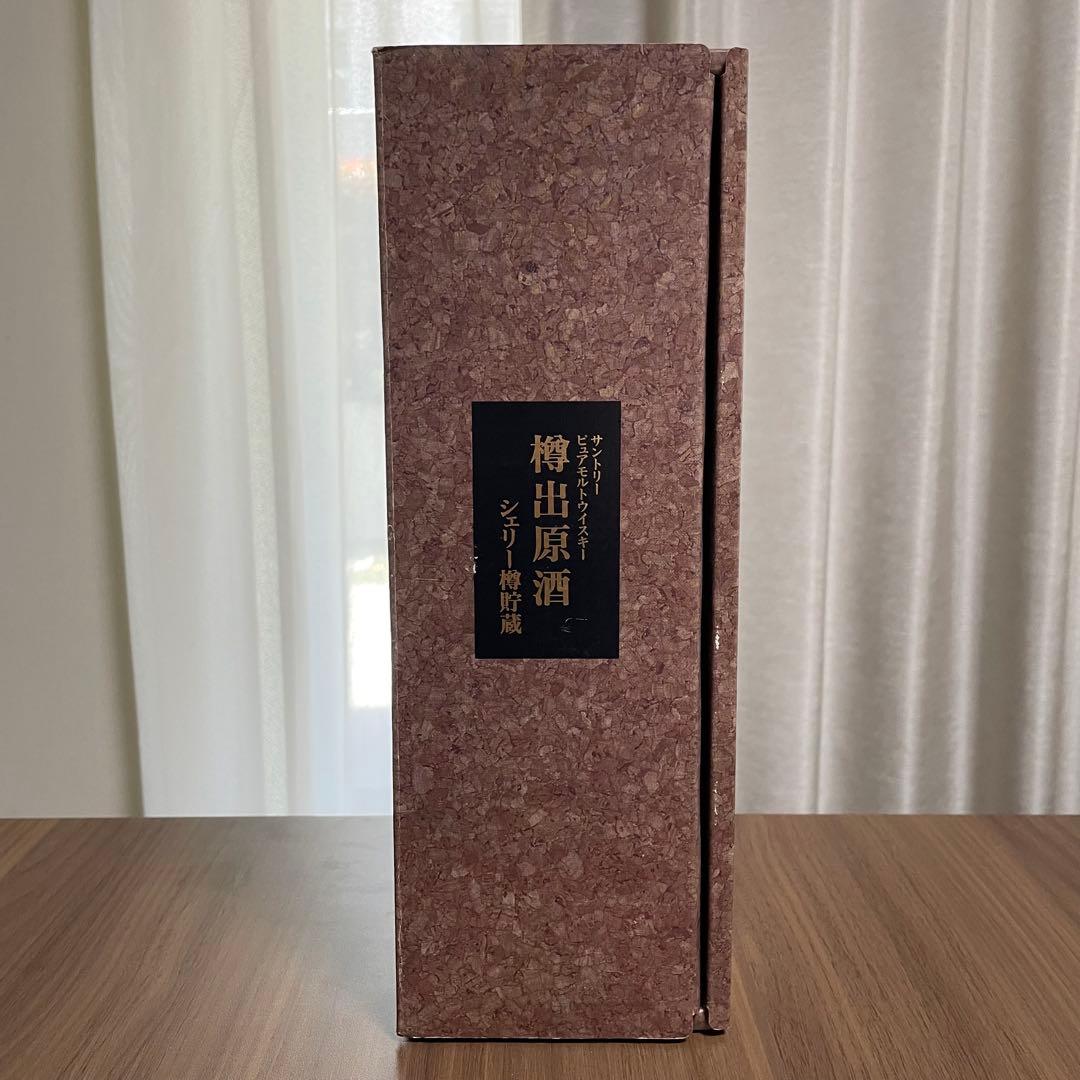 サントリー
ピュアモルトウイスキー
樽出原酒
シェリー樽貯蔵